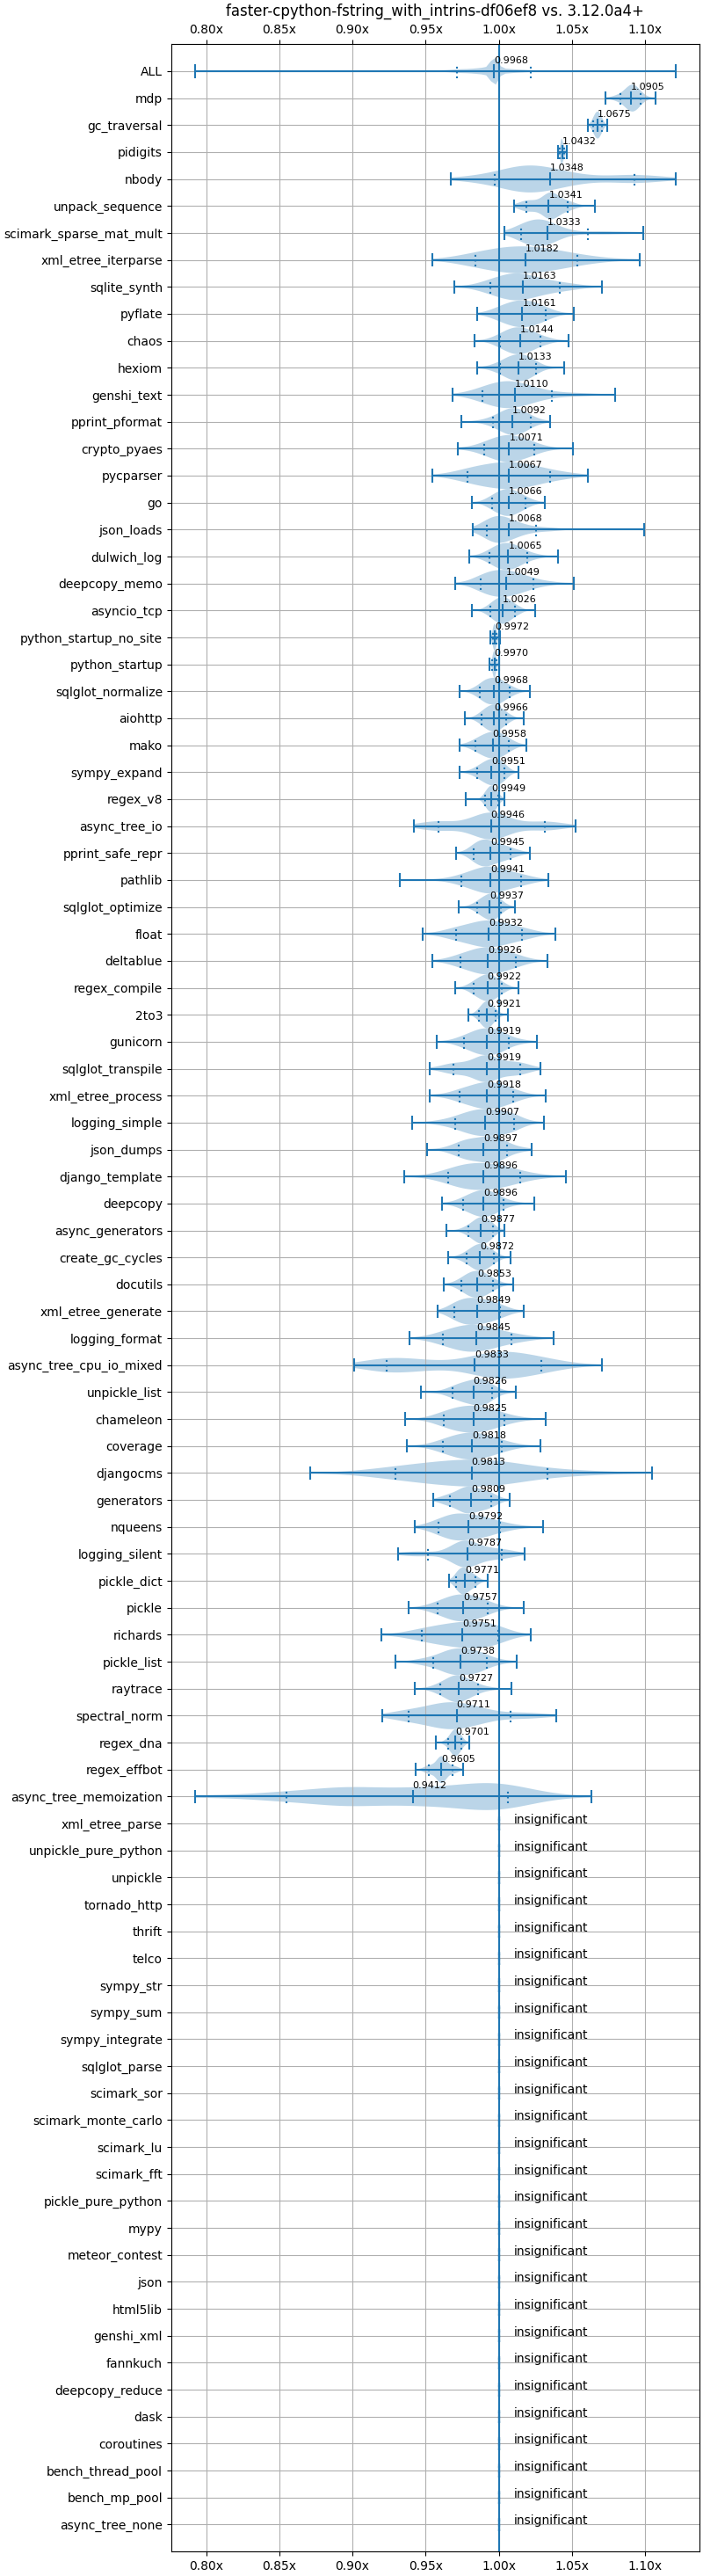 faster-cpython-fstring_with_intrins-df06ef8 vs. 3.12.0a4+
0.80x 0.85x 0.90x 0.95x 1.00x 1.05x 1.10x
ALL 0.9968
mdp 1.0905
gc_traversal 1.0675
pidigits 1.0432
nbody 1.0348
unpack_sequence 1.0341
scimark_sparse_mat_mult 1.0333
xml_etree_iterparse 1.0182
sqlite_synth 1.0163
pyflate 1.0161
chaos 1.0144
hexiom 1.0133
genshi_text 1.0110
pprint_pformat 1.0092
crypto_pyaes 1.0071
pycparser 1.0067
go 1.0066
json_loads 1.0068
dulwich_log 1.0065
deepcopy_memo 1.0049
asyncio_tcp 1.0026
python_startup_no_site 0.9972
python_startup 0.9970
sqlglot_normalize 0.9968
aiohttp 0.9966
mako 0.9958
sympy_expand 0.9951
regex_v8 0.9949
async_tree_io 0.9946
pprint_safe_repr 0.9945
pathlib 0.9941
sqlglot_optimize 0.9937
float 0.9932
deltablue 0.9926
regex_compile 0.9922
2to3 0.9921
gunicorn 0.9919
sqlglot_transpile 0.9919
xml_etree_process 0.9918
logging_simple 0.9907
json_dumps 0.9897
django_template 0.9896
deepcopy 0.9896
async_generators 0.9877
create_gc_cycles 0.9872
docutils 0.9853
xml_etree_generate 0.9849
logging_format 0.9845
async_tree_cpu_io_mixed 0.9833
unpickle_list 0.9826
chameleon 0.9825
coverage 0.9818
djangocms 0.9813
generators 0.9809
nqueens 0.9792
logging_silent 0.9787
pickle_dict 0.9771
pickle 0.9757
richards 0.9751
pickle_list 0.9738
raytrace 0.9727
spectral_norm 0.9711
regex_dna 0.9701
regex_effbot 0.9605
async_tree_memoization 0.9412
xml_etree_parse insignificant
unpickle_pure_python insignificant
unpickle insignificant
tornado_http insignificant
thrift insignificant
telco insignificant
sympy_str insignificant
sympy_sum insignificant
sympy_integrate insignificant
sqlglot_parse insignificant
scimark_sor insignificant
scimark_monte_carlo insignificant
scimark_lu insignificant
scimark_fft insignificant
pickle_pure_python insignificant
mypy insignificant
meteor_contest insignificant
json insignificant
html5lib insignificant
genshi_xml insignificant
fannkuch insignificant
deepcopy_reduce insignificant
dask insignificant
coroutines insignificant
bench_thread_pool insignificant
bench_mp_pool insignificant
async_tree_none insignificant
0.80x 0.85x 0.90x 0.95x 1.00x 1.05x 1.10x